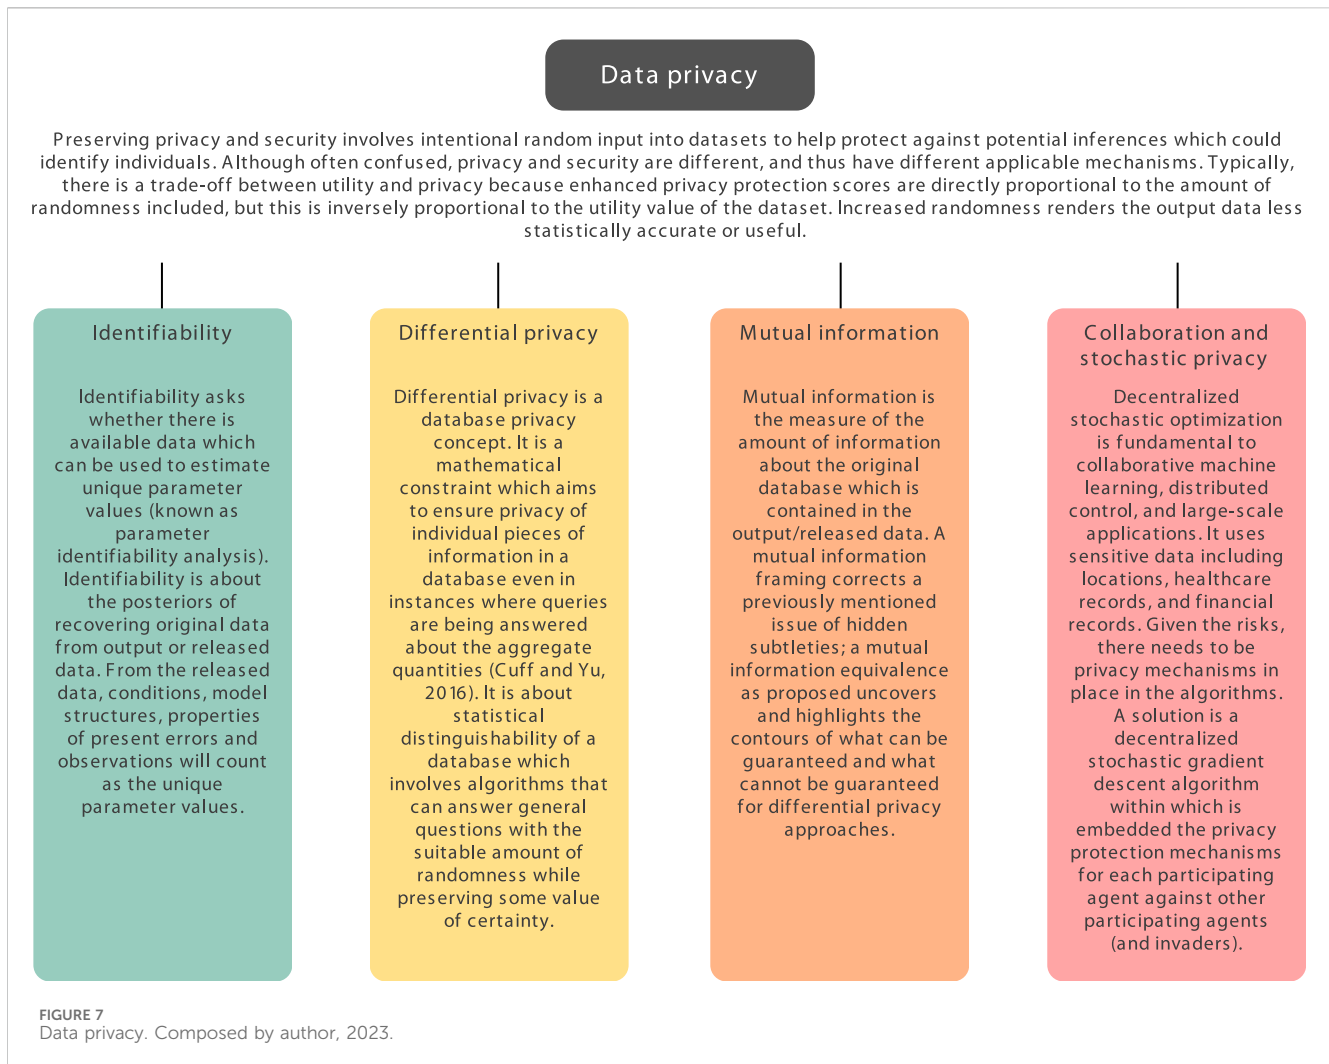 Data privacy
Preserving privacy and security involves intentional random input into datasets to help protect against potential inferences which could
identify individuals. Although often confused, privacy and security are different, and thus have different applicable mechanisms. Typically,
there is a trade-off between utility and privacy because enhanced privacy protection scores are directly proportional to the amount of
randomness included, but this is inversely proportional to the utility value of the dataset. Increased randomness renders the output data less
statistically accurate or useful.
Identifiability
Identifiability asks
whether there is
available data which
can be used to estimate
unique parameter
values (known as
parameter
identifiability analysis).
Identifiability is about
the posteriors of
recovering original data
from output or released
data. From the released
data, conditions, model
structures, properties
of present errors and
observations will count
as the unique
parameter values.
Differential privacy
Differential privacy is a
database privacy
concept. It is a
mathematical
constraint which aims
to ensure privacy of
individual pieces of
information in a
database even in
instances where queries
are being answered
about the aggregate
quantities (Cuff and Yu,
2016). It is about
statistical
distinguishability of a
database which
involves algorithms that
can answer general
questions with the
suitable amount of
randomness while
preserving some value
of certainty.
Mutual information
Mutual information is
the measure of the
amount of information
about the original
database which is
contained in the
output/released data. A
mutual information
framing corrects a
previously mentioned
issue of hidden
subtleties; a mutual
information equivalence
as proposed uncovers
and highlights the
contours of what can be
guaranteed and what
cannot be guaranteed
for differential privacy
approaches.
Collaboration and
stochastic privacy
Decentralized
stochastic optimization
is fundamental to
collaborative machine
learning, distributed
control, and large-scale
applications. It uses
sensitive data including
locations, healthcare
records, and financial
records. Given the risks,
there needs to be
privacy mechanisms in
place in the algorithms.
A solution is a
decentralized
stochastic gradient
descent algorithm
within which is
embedded the privacy
protection mechanisms
for each participating
agent against other
participating agents
(and invaders).
FIGURE 7
Data privacy. Composed by author, 2023.